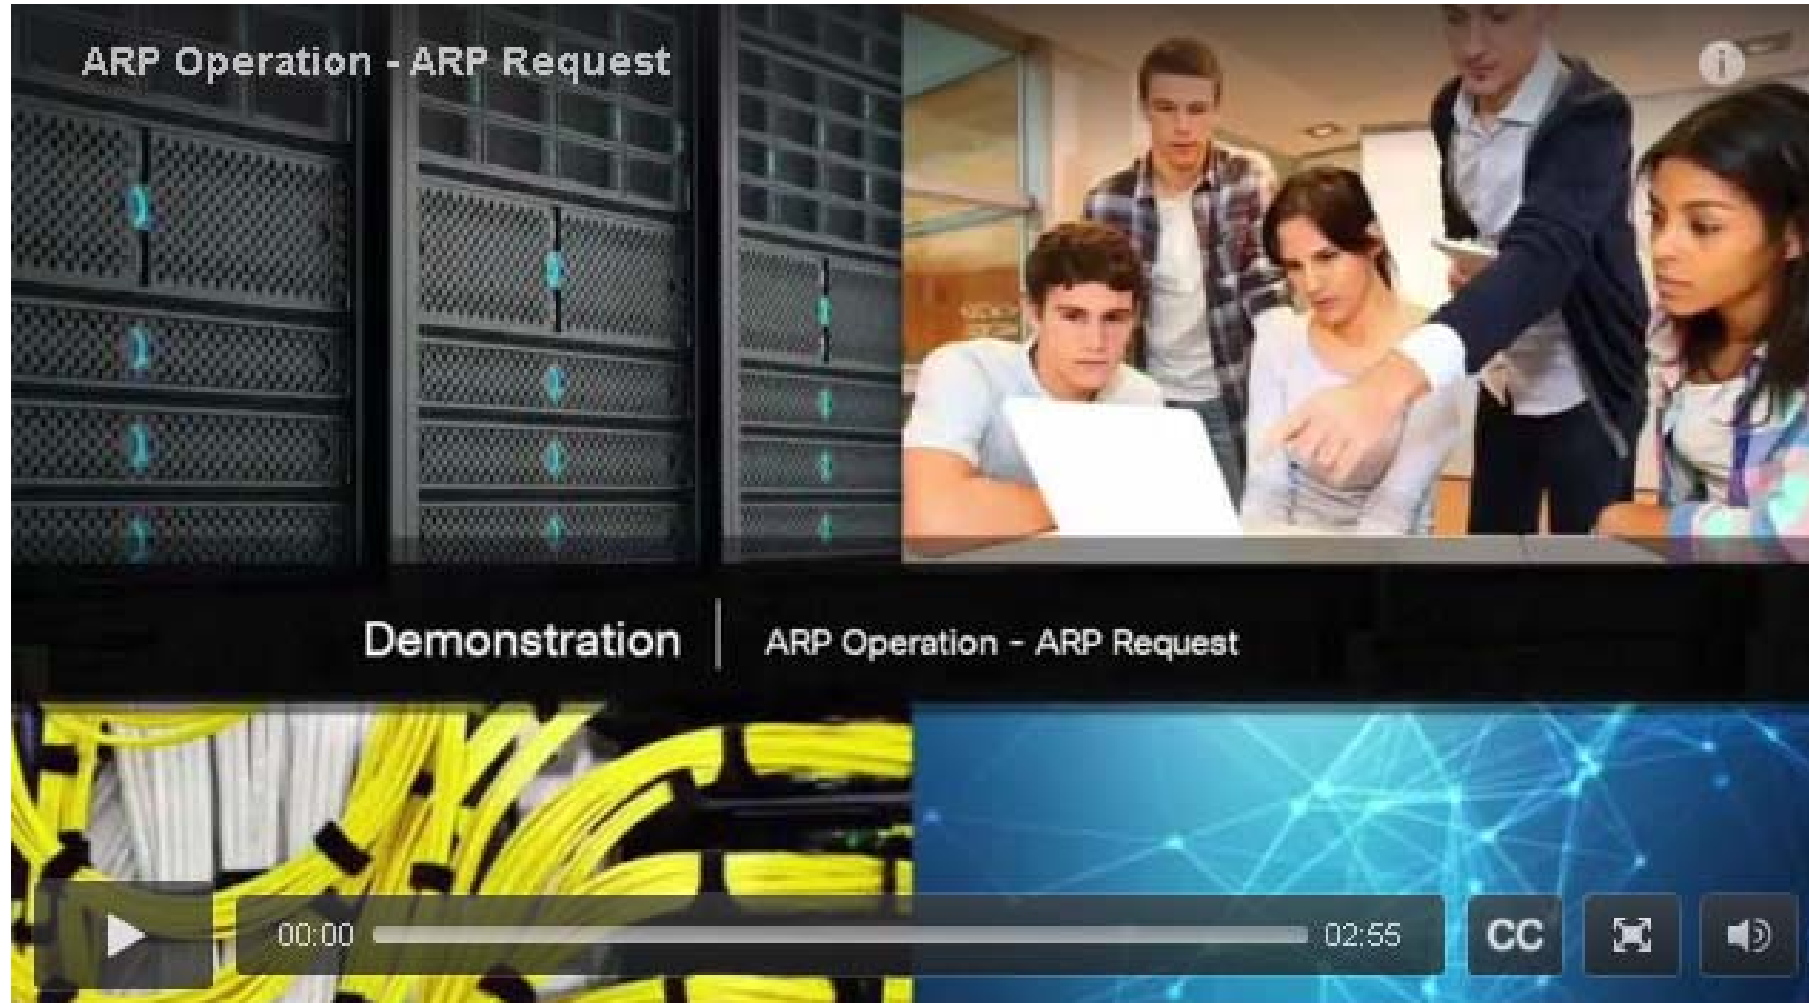 ARP Operation - ARP Request
Demonstration
ARP Operation - ARP Request
00:00
02:55
CC